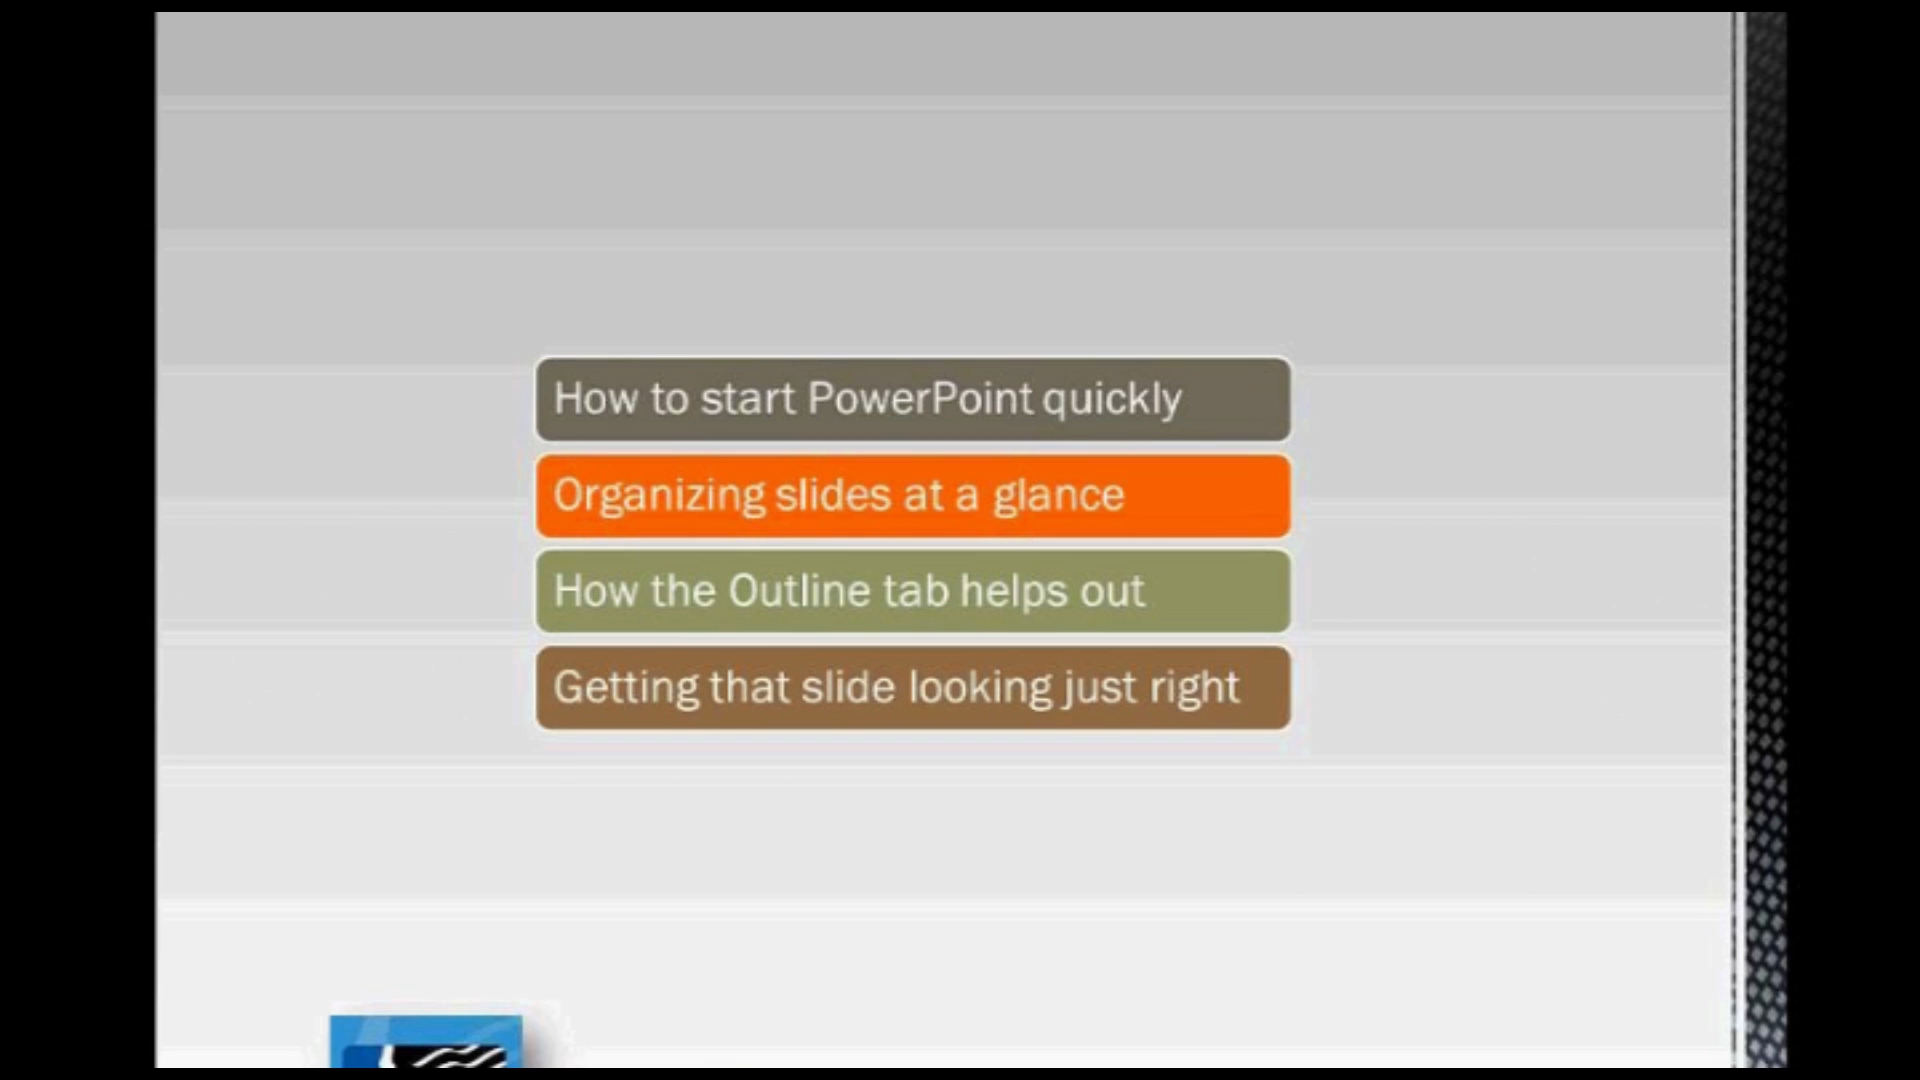 How to start PowerPoint quickly
Organizing slides at a glance
How the Outline tab helps out
Getting that slide looking just right